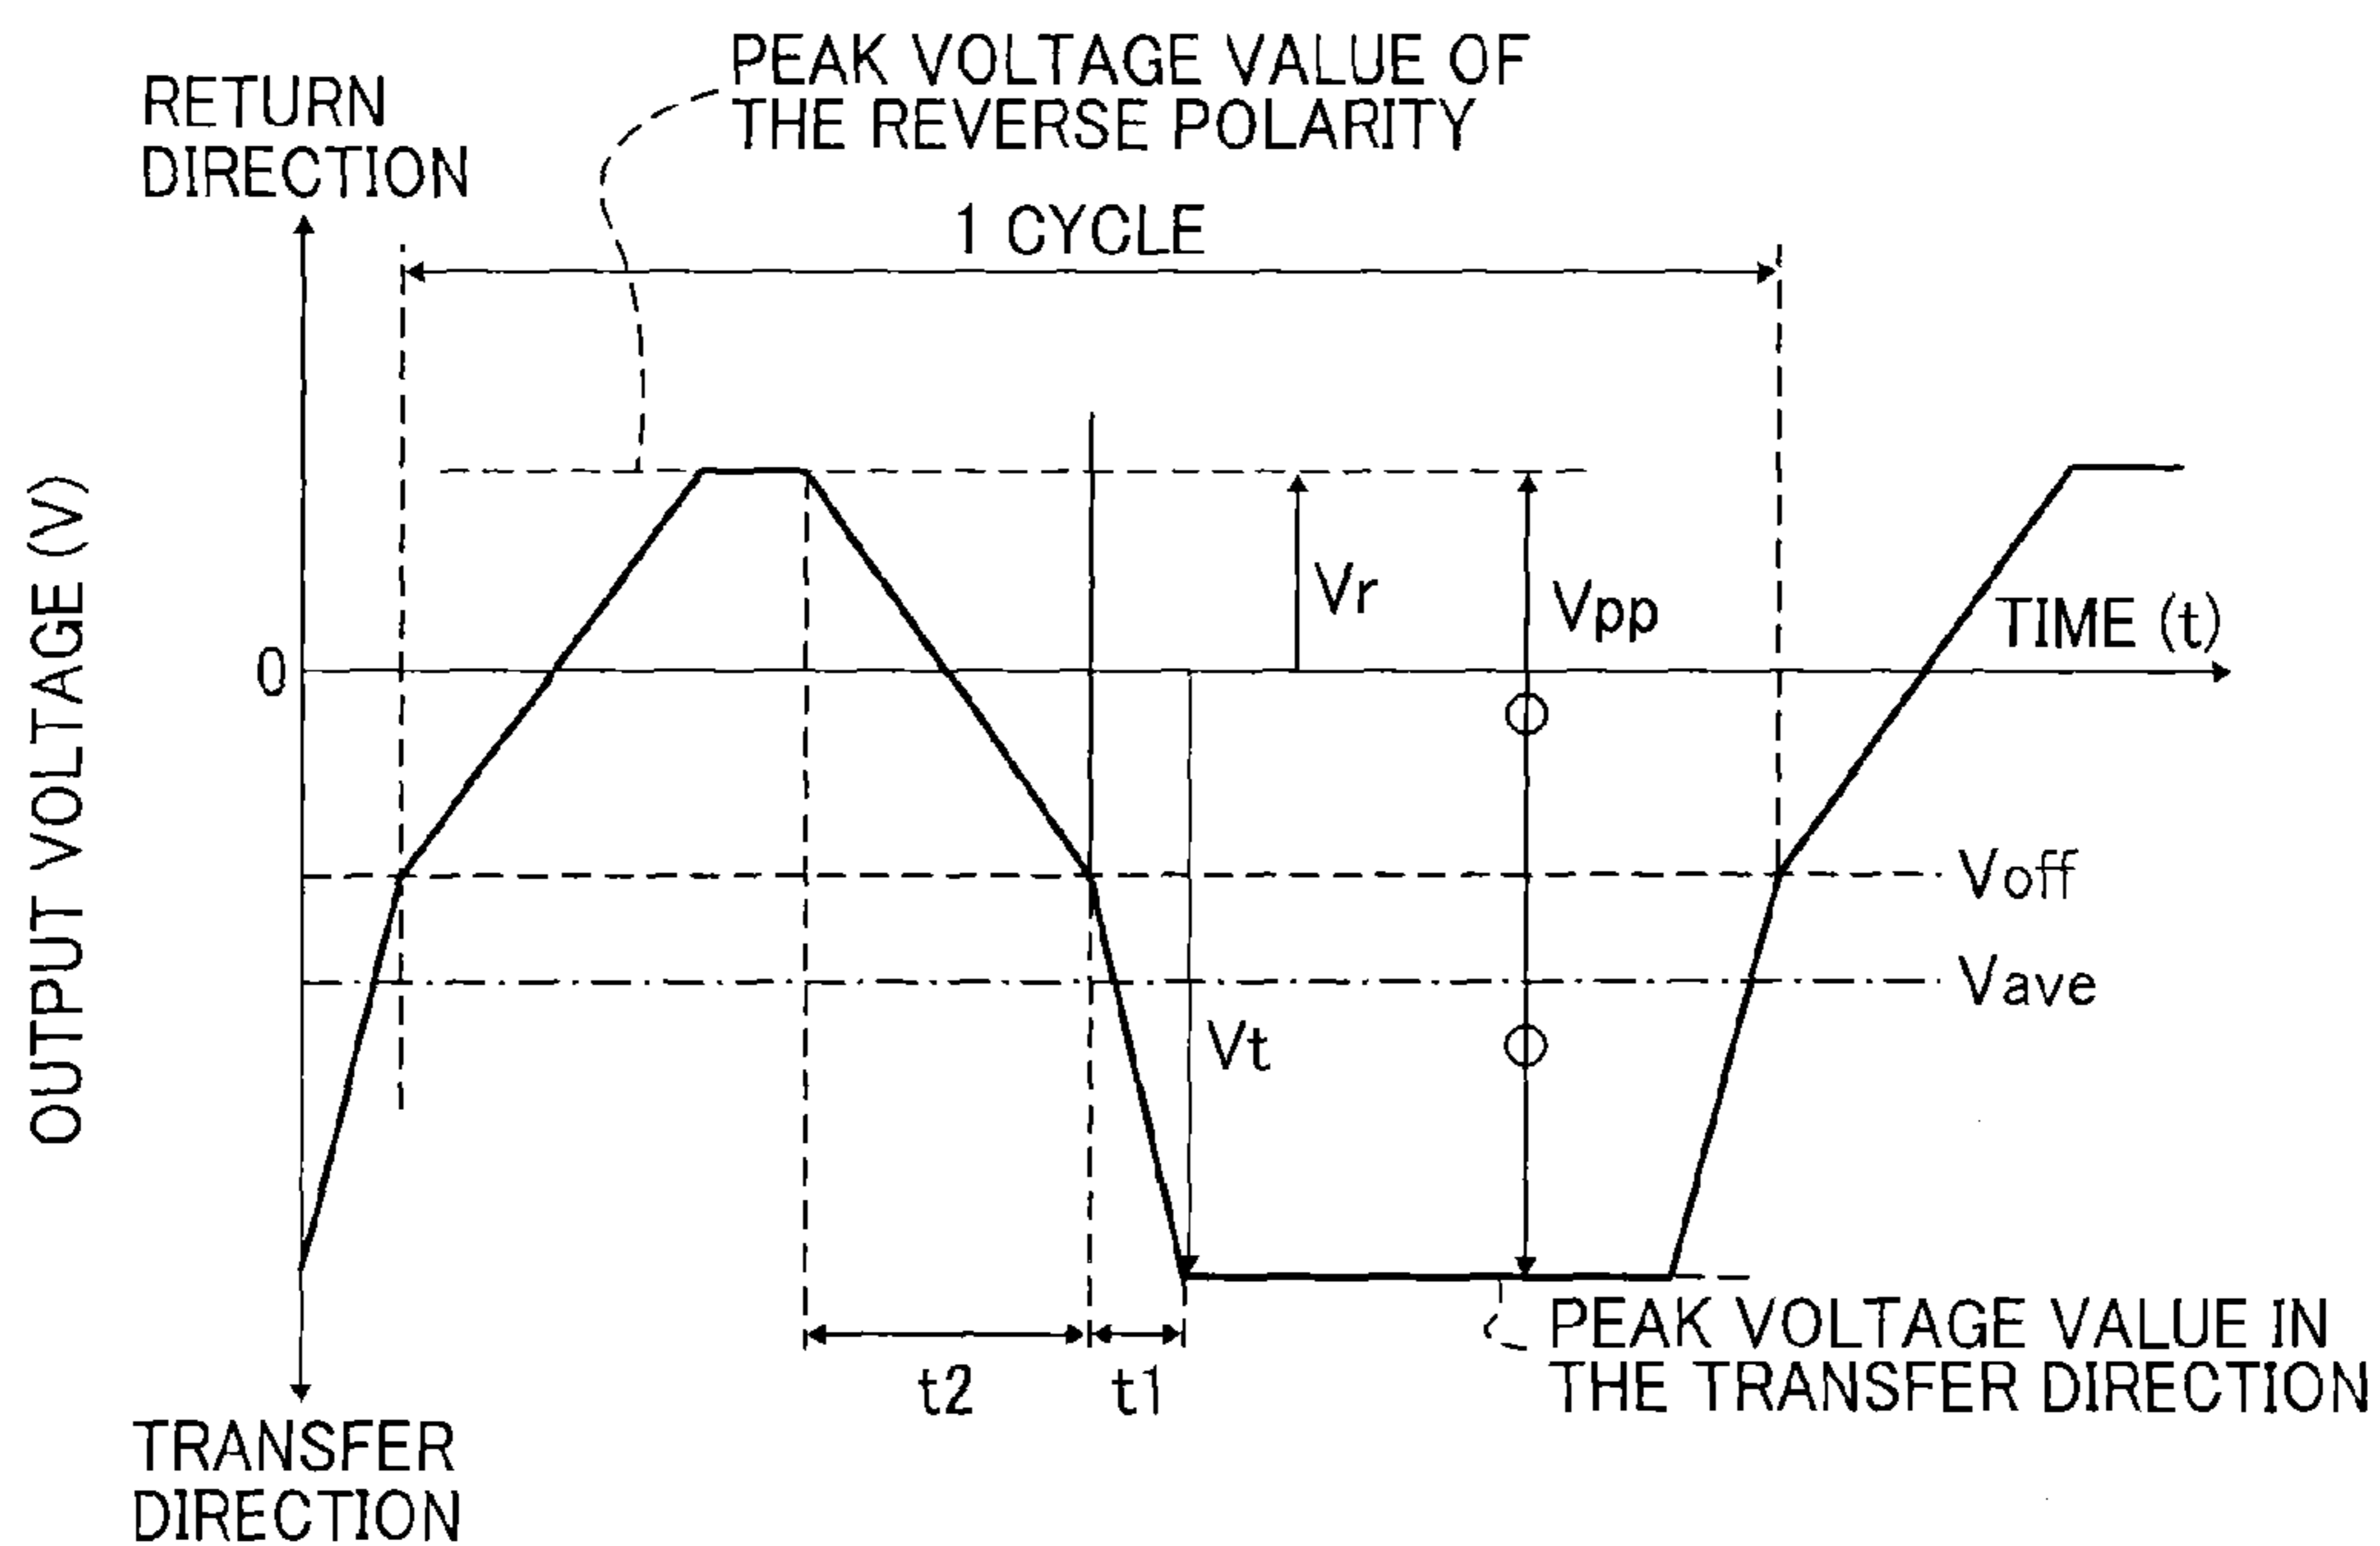 PEAK VOLTAGE VALUE OF
THE REVERSE POLARITY
RETURN
DIRECTION
1 CYCLE
OUTPUT VOLTAGE (V)
0
Vr
Vpp
TIME (t)
Voff
Vave
Vt
t2
t1
PEAK VOLTAGE VALUE IN
THE TRANSFER DIRECTION
TRANSFER
DIRECTION